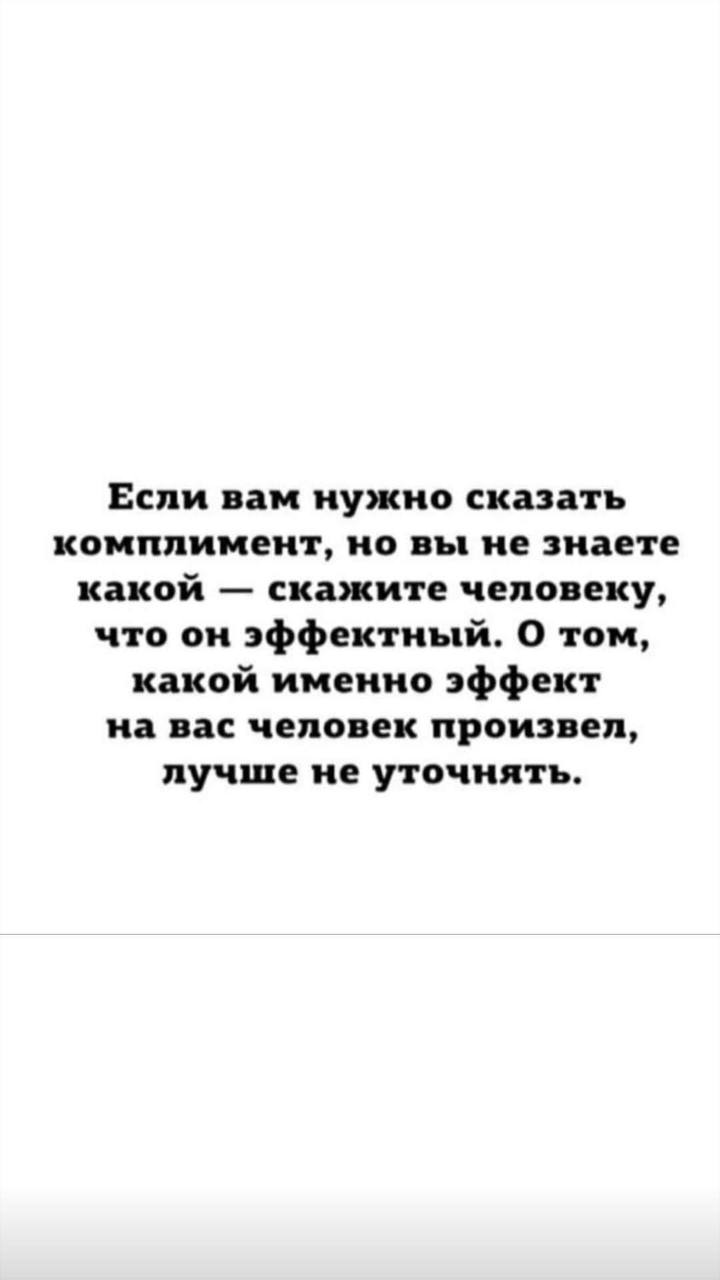 Если вам нужно сказать
комплимент, но вы не знаете
какой — скажите человеку,
что он эффектный. О том,
какой именно эффект
на вас человек произвел,
лучше не уточнять.